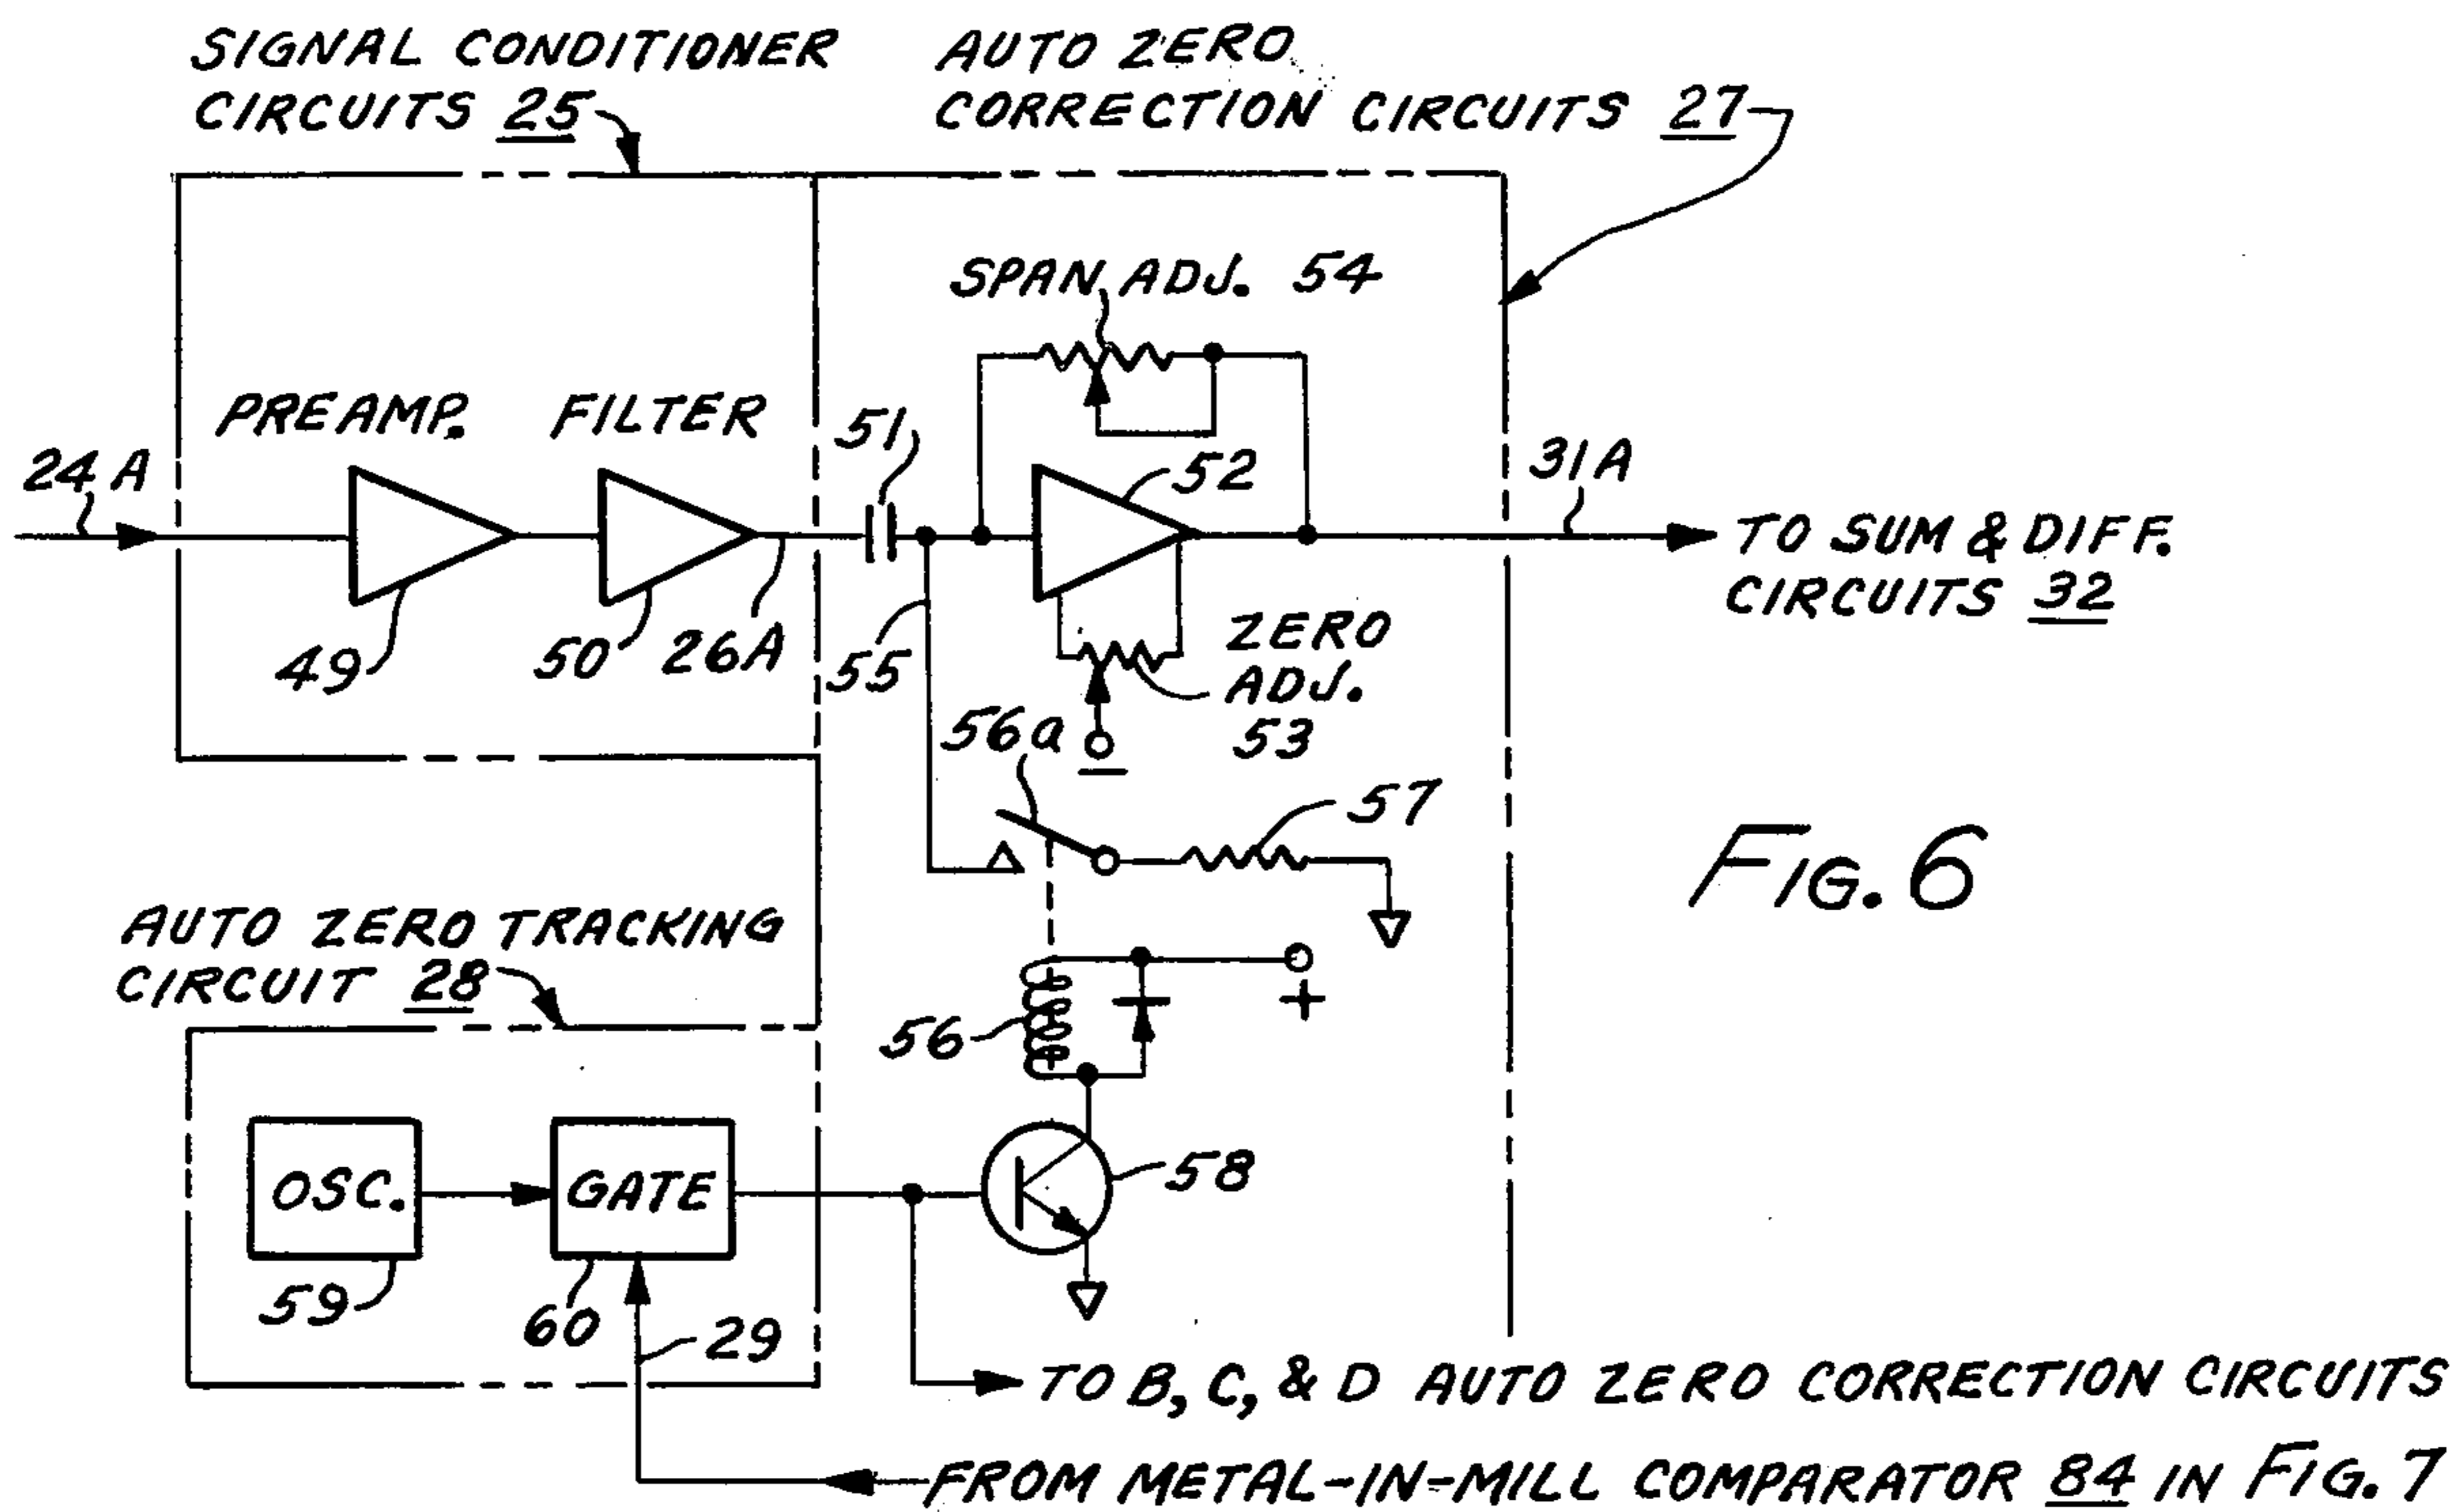 SIGNAL CONDITIONER
CIRCUITS 25
AUTO ZERO
CORRECTION CIRCUITS 27
SPAN ADJ. 54
PREAMP.
FILTER
51
24A
52
31A
TO SUM & DIFF.
CIRCUITS 32
49
50
26A
55
ZERO
ADJ.
53
56a
57
FIG. 6
AUTO ZERO TRACKING
CIRCUIT 28
+
56
OSC.
GATE
58
59
60
29
TO B, C, & D AUTO ZERO CORRECTION CIRCUITS
FROM METAL-IN-MILL COMPARATOR 84 IN FIG. 7